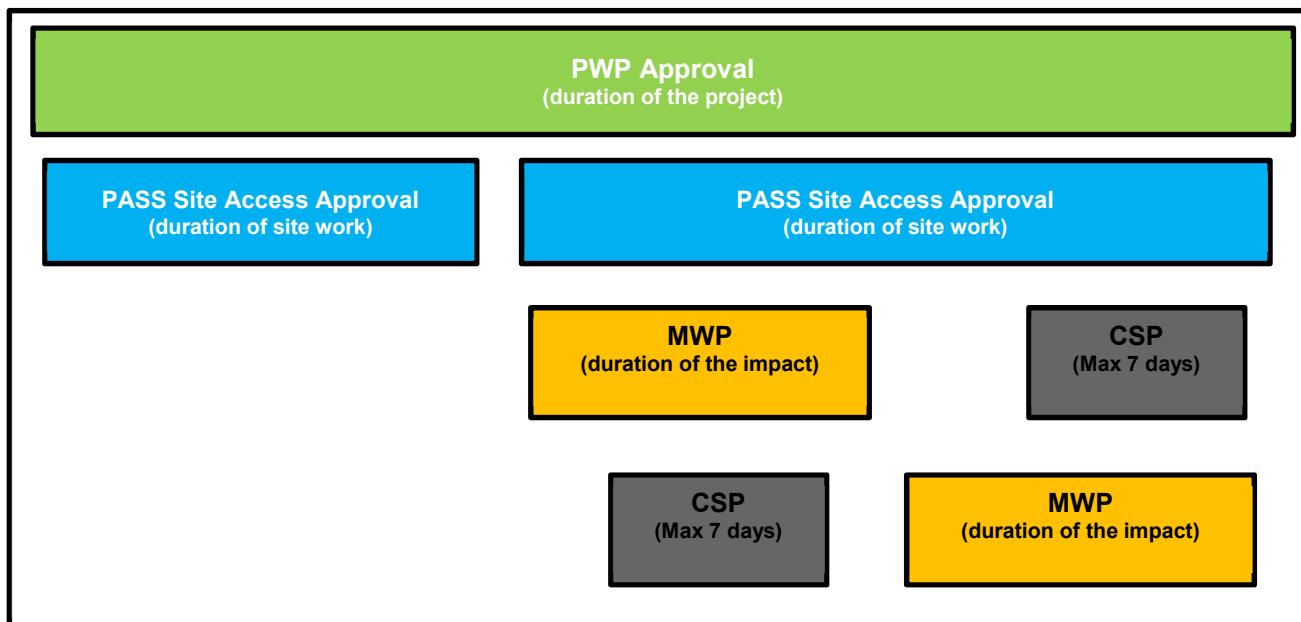 PWP Approval
(duration of the project)
PASS Site Access Approval
(duration of site work)
PASS Site Access Approval
(duration of site work)
MWP
(duration of the impact)
CSP
(Max 7 days)
CSP
(Max 7 days)
MWP
(duration of the impact)